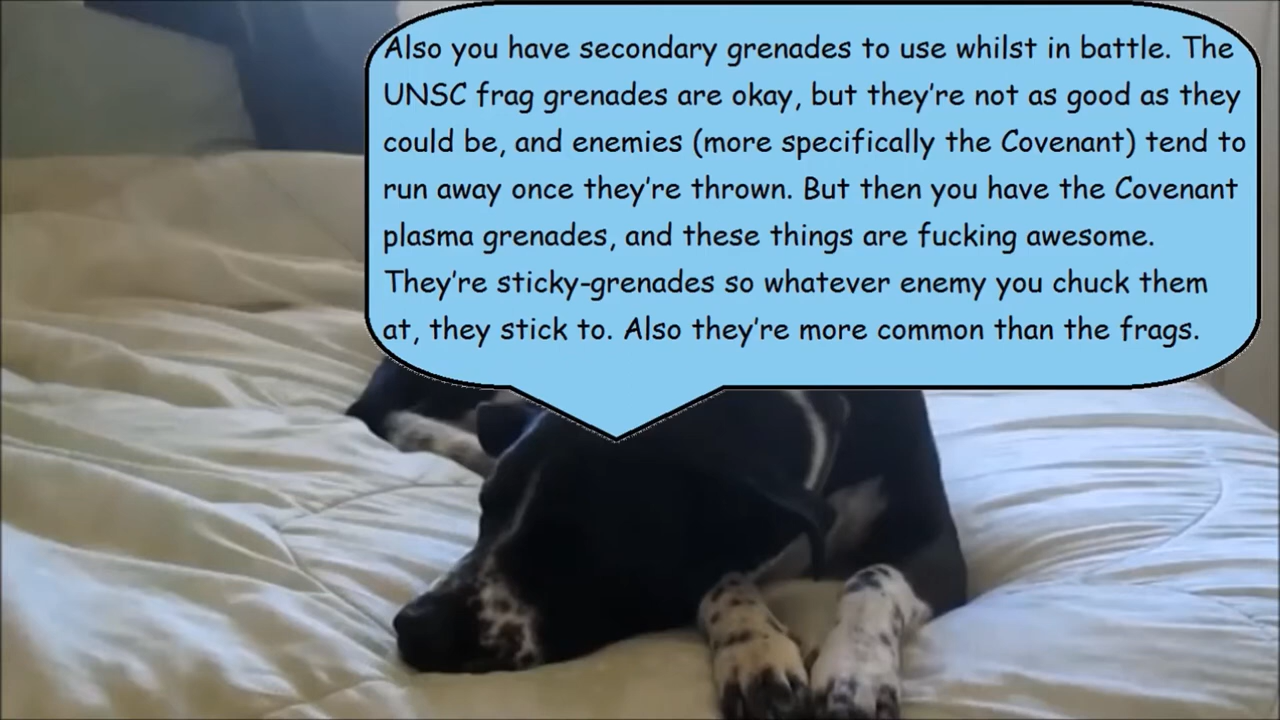 Also you have secondary grenades to use whilst in battle. The
UNSC frag grenades are okay, but they're not as good as they
could be, and enemies (more specifically the Covenant) tend to
run away once they're thrown. But then you have the Covenant
plasma grenades, and these things are fucking awesome.
They're sticky-grenades so whatever enemy you chuck them
at, they stick to. Also they're more common than the frags.